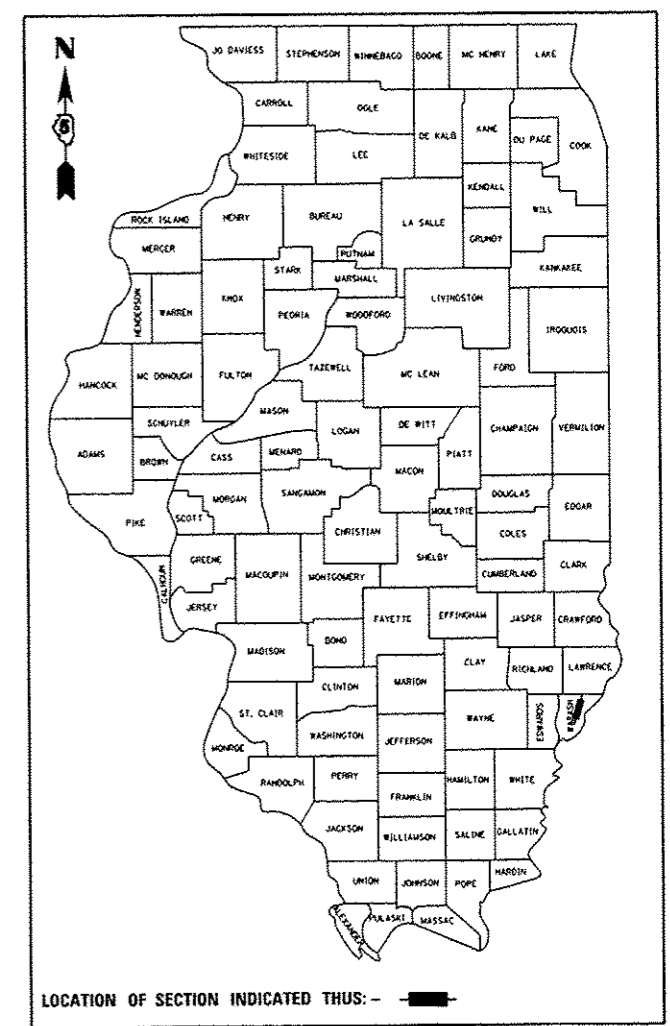 JO DAVIESS STEPHENSON WINNEBAGO BOONE MC HENRY LAKE
N
CARROLL OGLE DE KALB KANE DU PAGE COOK
WHITESIDE LEE
KENDALL WILL
ROCK ISLAND HENRY BUREAU LA SALLE GRUNDY
MERCER PUTNAM KANKAKEE
STARK MARSHALL
HENDERSON WARREN KNOX PEORIA WOODFORD LIVINGSTON IROQUOIS
TAZEWELL MC LEAN FORD
HANCOCK MC DONOUGH FULTON
MASON
SCHUYLER LOGAN DE WITT CHAMPAIGN VERMILION
ADAMS BROWN CASS MENARD PIATT
MACON
MORGAN SANGAMON DOUGLAS EDGAR
PIKE SCOTT MOULTRIE
CHRISTIAN COLES
GREENE MACOUPIN MONTGOMERY SHELBY CLARK
CALHOUN CUMBERLAND
JERSEY FAYETTE EFFINGHAM JASPER CRAWFORD
MADISON BOND
CLAY RICHLAND LAWRENCE
CLINTON MARION
ST. CLAIR WAYNE EDWARDS WABASH
MONROE WASHINGTON JEFFERSON
RANDOLPH PERRY HAMILTON WHITE
FRANKLIN
JACKSON WILLIAMSON SALINE GALLATIN
UNION JOHNSON POPE HARDIN
ALEXANDER PULASKI MASSAC
LOCATION OF SECTION INDICATED THUS: -